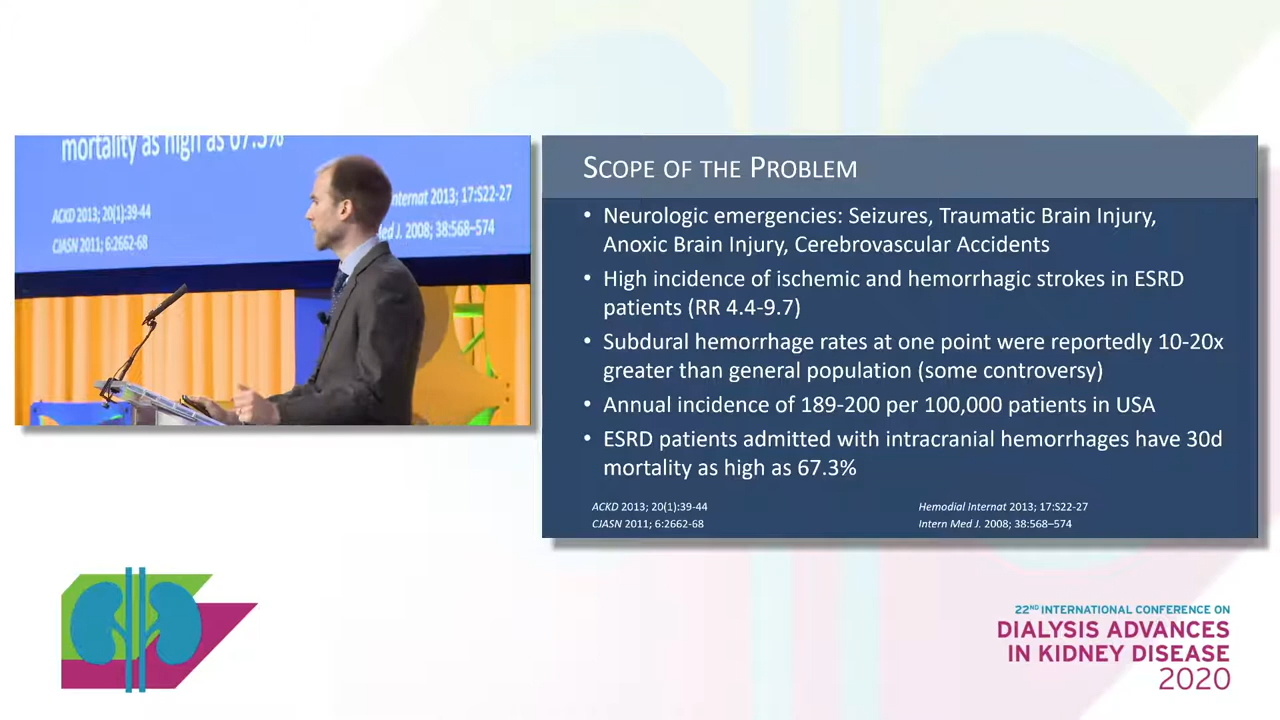 mortality as high as 67.3%
ACKD 2013; 20(1):39-44
CJASN 2011; 6:2662-68
Internat 2013; 17:S22-27
Med J. 2008; 38:568–574
SCOPE OF THE PROBLEM
• Neurologic emergencies: Seizures, Traumatic Brain Injury,
Anoxic Brain Injury, Cerebrovascular Accidents
• High incidence of ischemic and hemorrhagic strokes in ESRD
patients (RR 4.4-9.7)
• Subdural hemorrhage rates at one point were reportedly 10-20x
greater than general population (some controversy)
• Annual incidence of 189-200 per 100,000 patients in USA
• ESRD patients admitted with intracranial hemorrhages have 30d
mortality as high as 67.3%
ACKD 2013; 20(1):39-44
CJASN 2011; 6:2662-68
Hemodial Internat 2013; 17:S22-27
Intern Med J. 2008; 38:568–574
22ND INTERNATIONAL CONFERENCE ON
DIALYSIS ADVANCES
IN KIDNEY DISEASE
2020